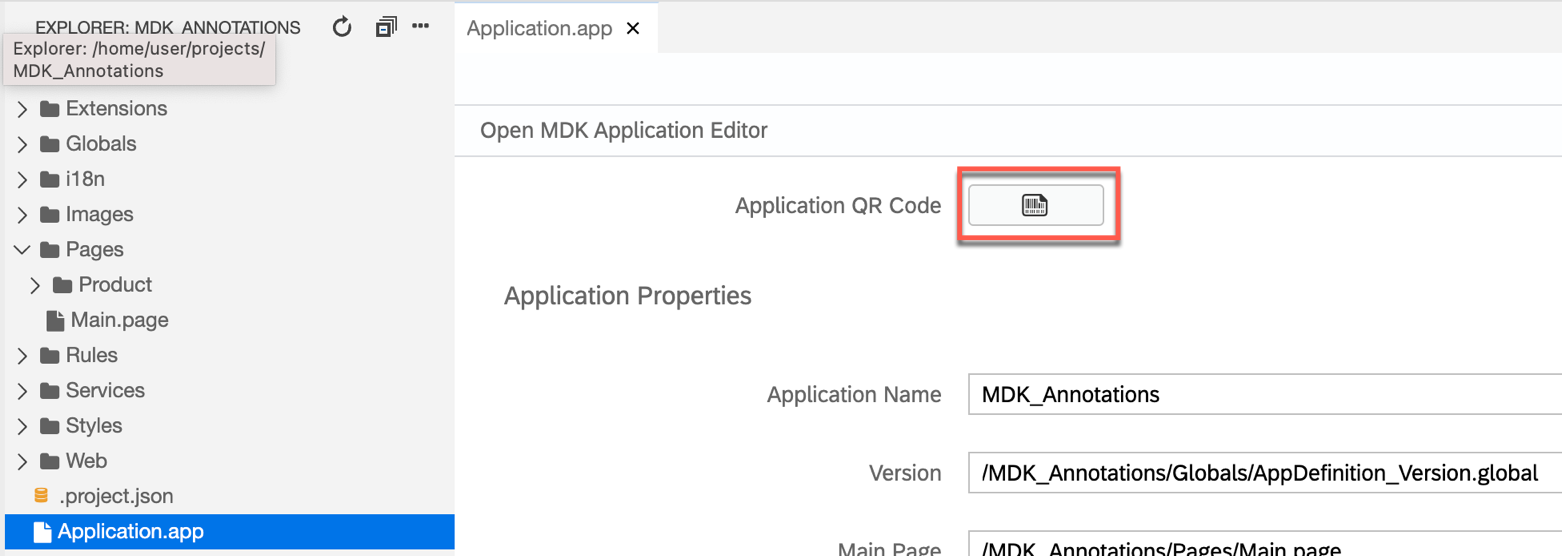 EXPLORER: MDK_ANNOTATIONS
Explorer: /home/user/projects/
MDK_Annotations
Extensions
Globals
i18n
Images
Pages
Product
Main.page
Rules
Services
Styles
Web
.project.json
Application.app
Application.app
Open MDK Application Editor
Application QR Code
Application Properties
Application Name MDK_Annotations
Version /MDK_Annotations/Globals/AppDefinition_Version.global
Main Page /MDK_Annotations/Pages/Main.page